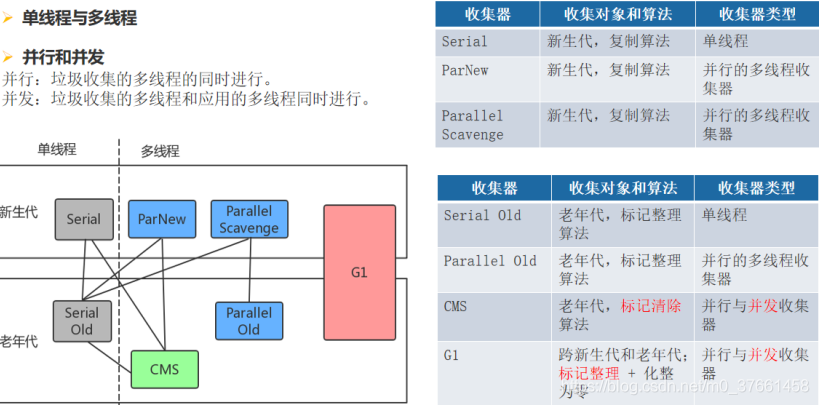 单线程与多线程
并行和并发
并行：垃圾收集的多线程的同时进行。
并发：垃圾收集的多线程和应用的多线程同时进行。
单线程
多线程
新生代
Serial
ParNew
Parallel
Scavenge
G1
老年代
Serial
Old
Parallel
Old
CMS
收集器 收集对象和算法 收集器类型
Serial 新生代，复制算法 单线程
ParNew 新生代，复制算法 并行的多线程收
集器
Parallel 新生代，复制算法 并行的多线程收
Scavenge 集器
收集器 收集对象和算法 收集器类型
Serial Old 老年代，标记整理 单线程
算法
Parallel Old 老年代，标记整理 并行的多线程收
算法 集器
CMS 老年代，标记清除 并行与并发收集
算法 器
G1 跨新生代和老年代； 并行与并发收集
标记整理 + 化整 器
为零
https://blog.csdn.net/m0_37661458